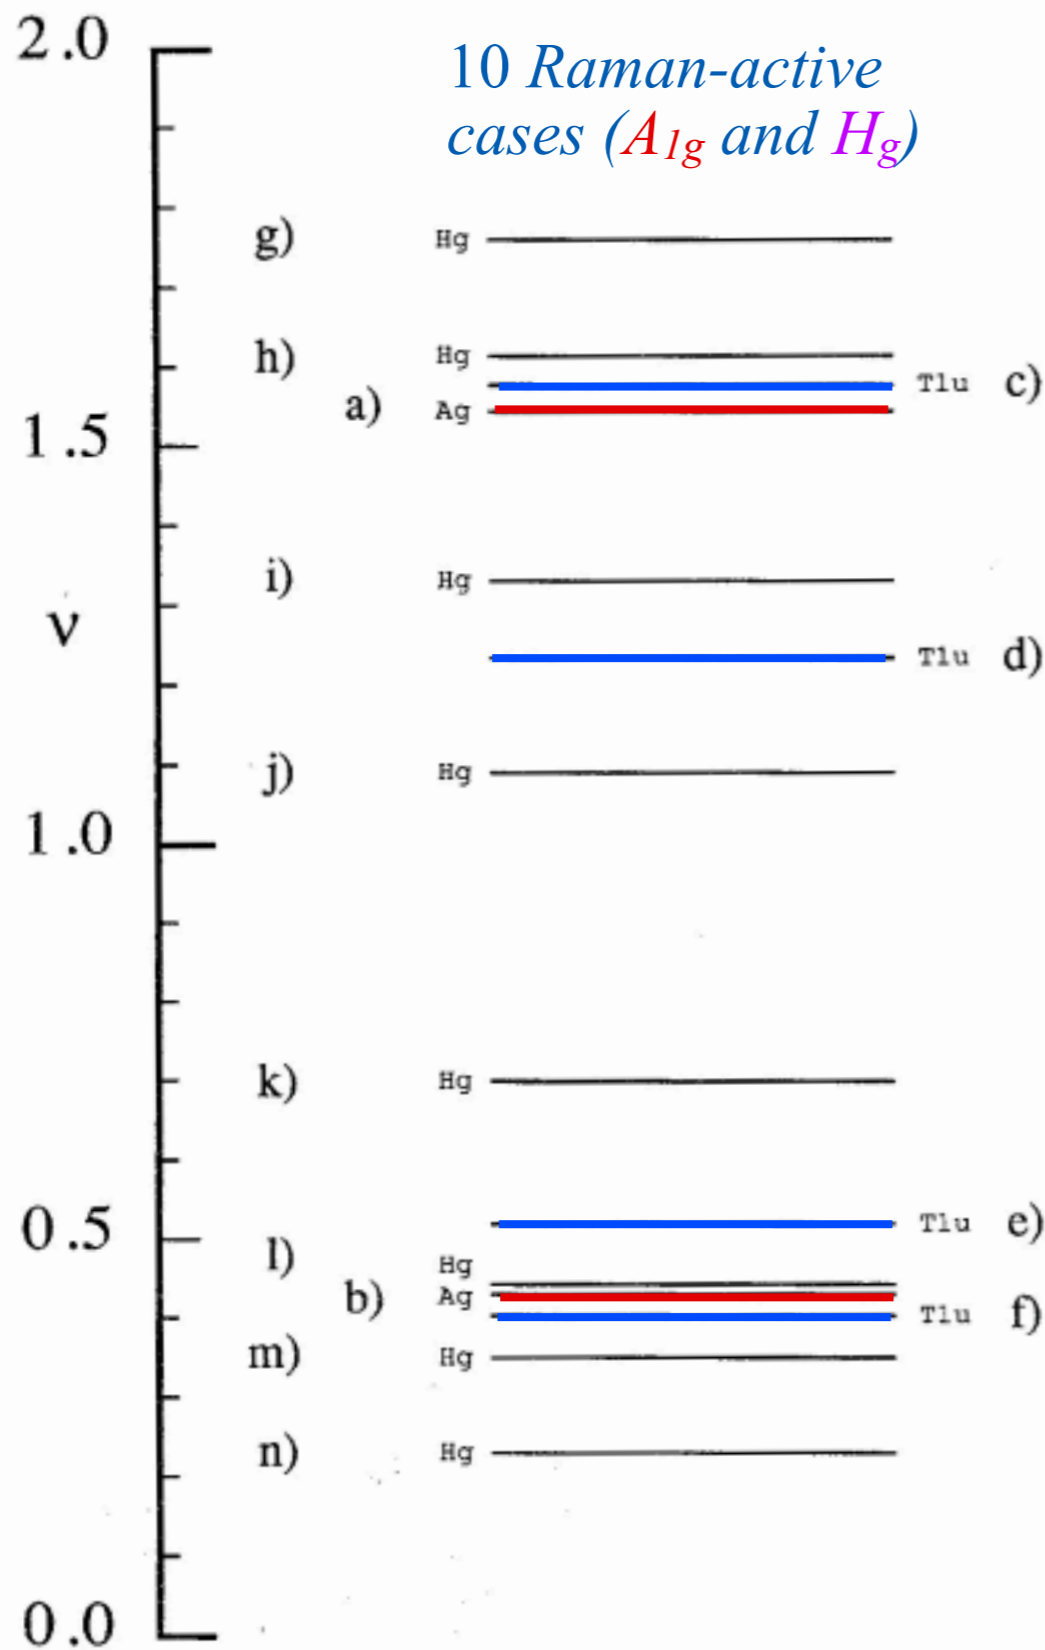 2.0
10 Raman-active
cases (A1g and Hg)
g) Hg
h) Hg
T1u c)
a) Ag
1.5
i) Hg
ν
T1u d)
j) Hg
1.0
k) Hg
0.5
T1u e)
l) Hg
b) Ag
T1u f)
m) Hg
n) Hg
0.0